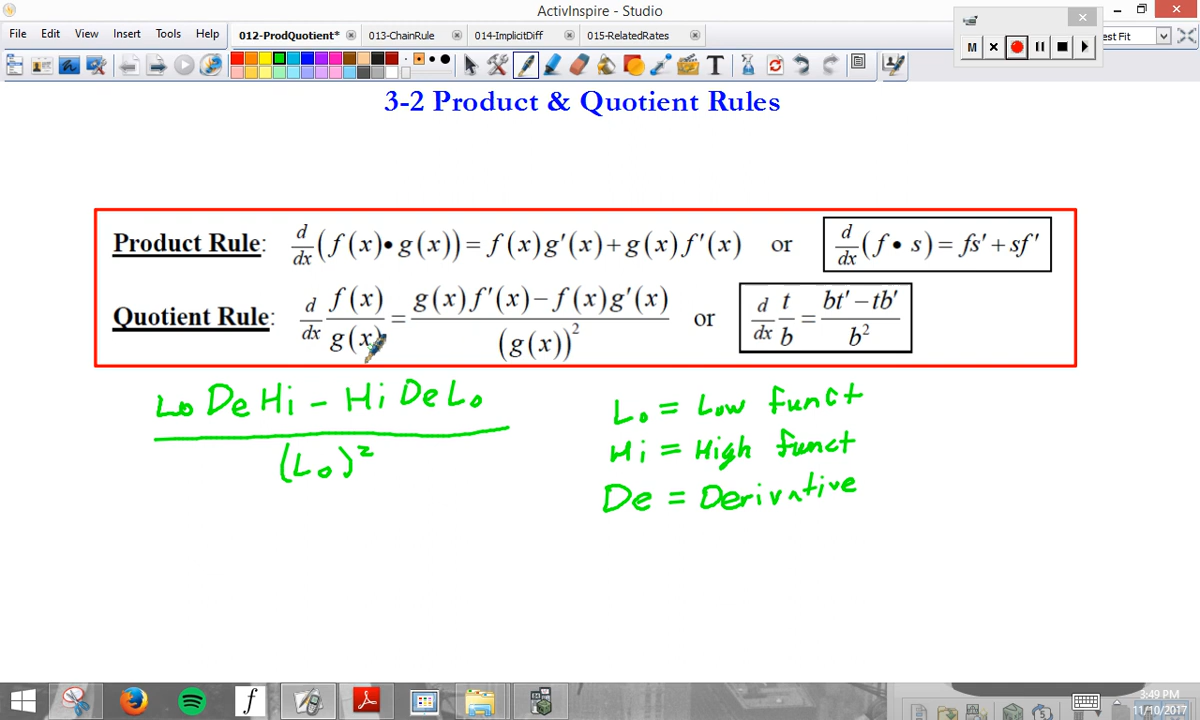 ActivInspire - Studio
File Edit View Insert Tools Help 012-ProdQuotient* 013-ChainRule 014-ImplicitDiff 015-RelatedRates est Fit
M
T
3-2 Product & Quotient Rules
Product Rule: d/dx (f(x)•g(x)) = f(x)g′(x)+g(x)f′(x) or d/dx (f • s) = fs′+sf′
Quotient Rule: d/dx f(x)/g(x) = (g(x)f′(x)−f(x)g′(x))/(g(x))² or d/dx t/b = (bt′−tb′)/b²
Lo De Hi - Hi De Lo
(Lo)²
Lo = Low funct
Hi = High funct
De = Derivative
f
3:49 PM
11/10/2017